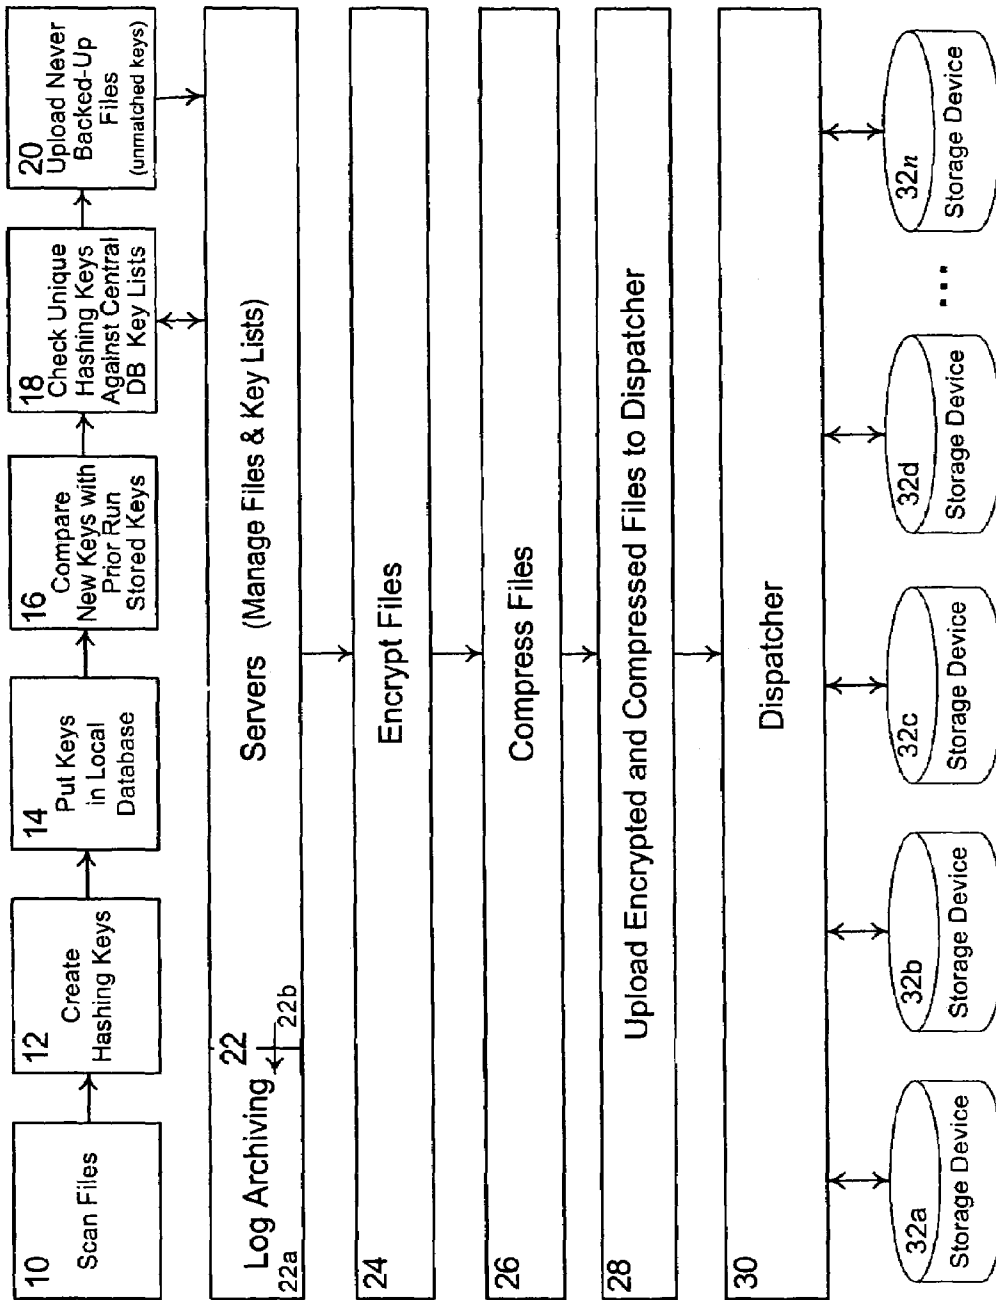 10
Scan Files
12
Create
Hashing Keys
14
Put Keys
in Local
Database
16
Compare
New Keys with
Prior Run
Stored Keys
18
Check Unique
Hashing Keys
Against Central
DB Key Lists
20
Upload Never
Backed-Up
Files
(unmatched keys)
22
Servers (Manage Files & Key Lists)
Log Archiving
22a
22b
24
Encrypt Files
26
Compress Files
28
Upload Encrypted and Compressed Files to Dispatcher
30
Dispatcher
32a
Storage Device
32b
Storage Device
32c
Storage Device
32d
Storage Device
...
32n
Storage Device